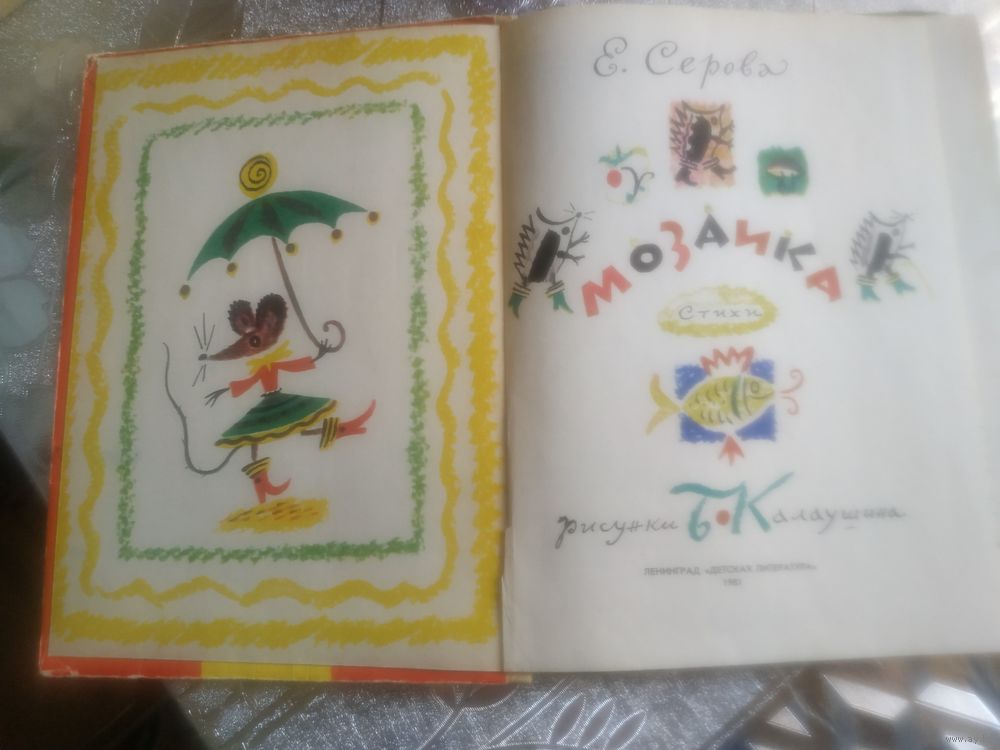 Е. Серова
МОЗАИКА
Стихи
рисунки Б. Калаушина
ЛЕНИНГРАД «ДЕТСКАЯ ЛИТЕРАТУРА»